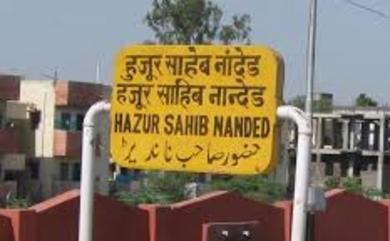 हुजूर साहेब नांदेड
हजूर साहिब नान्देड
HAZUR SAHIB NANDED
حضور صاحب ناندیڑ